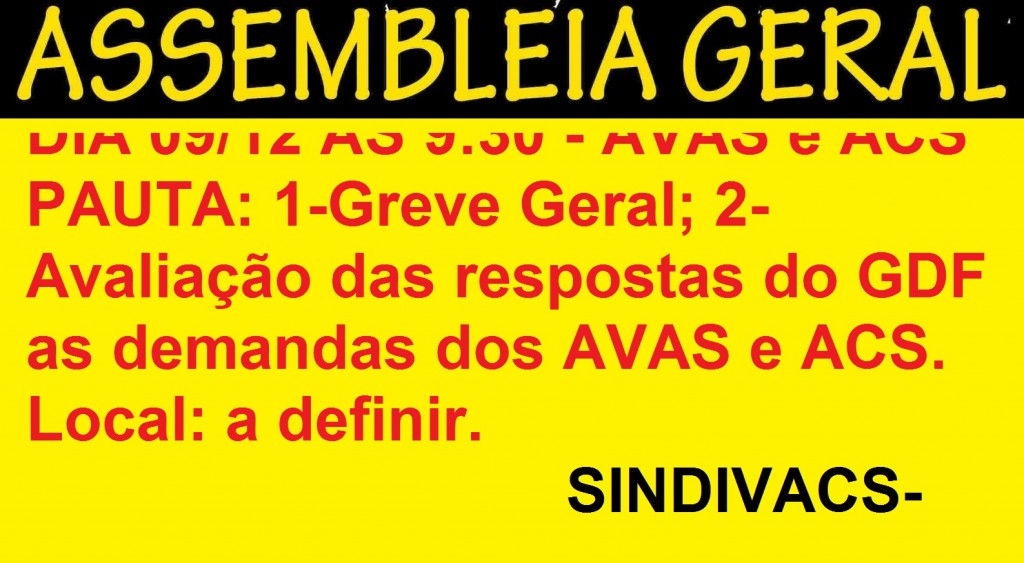 ASSEMBLEIA GERAL
DIA 09/12 AS 9:30 - AVAS e ACS
PAUTA: 1-Greve Geral; 2-
Avaliação das respostas do GDF
as demandas dos AVAS e ACS.
Local: a definir.
SINDIVACS-